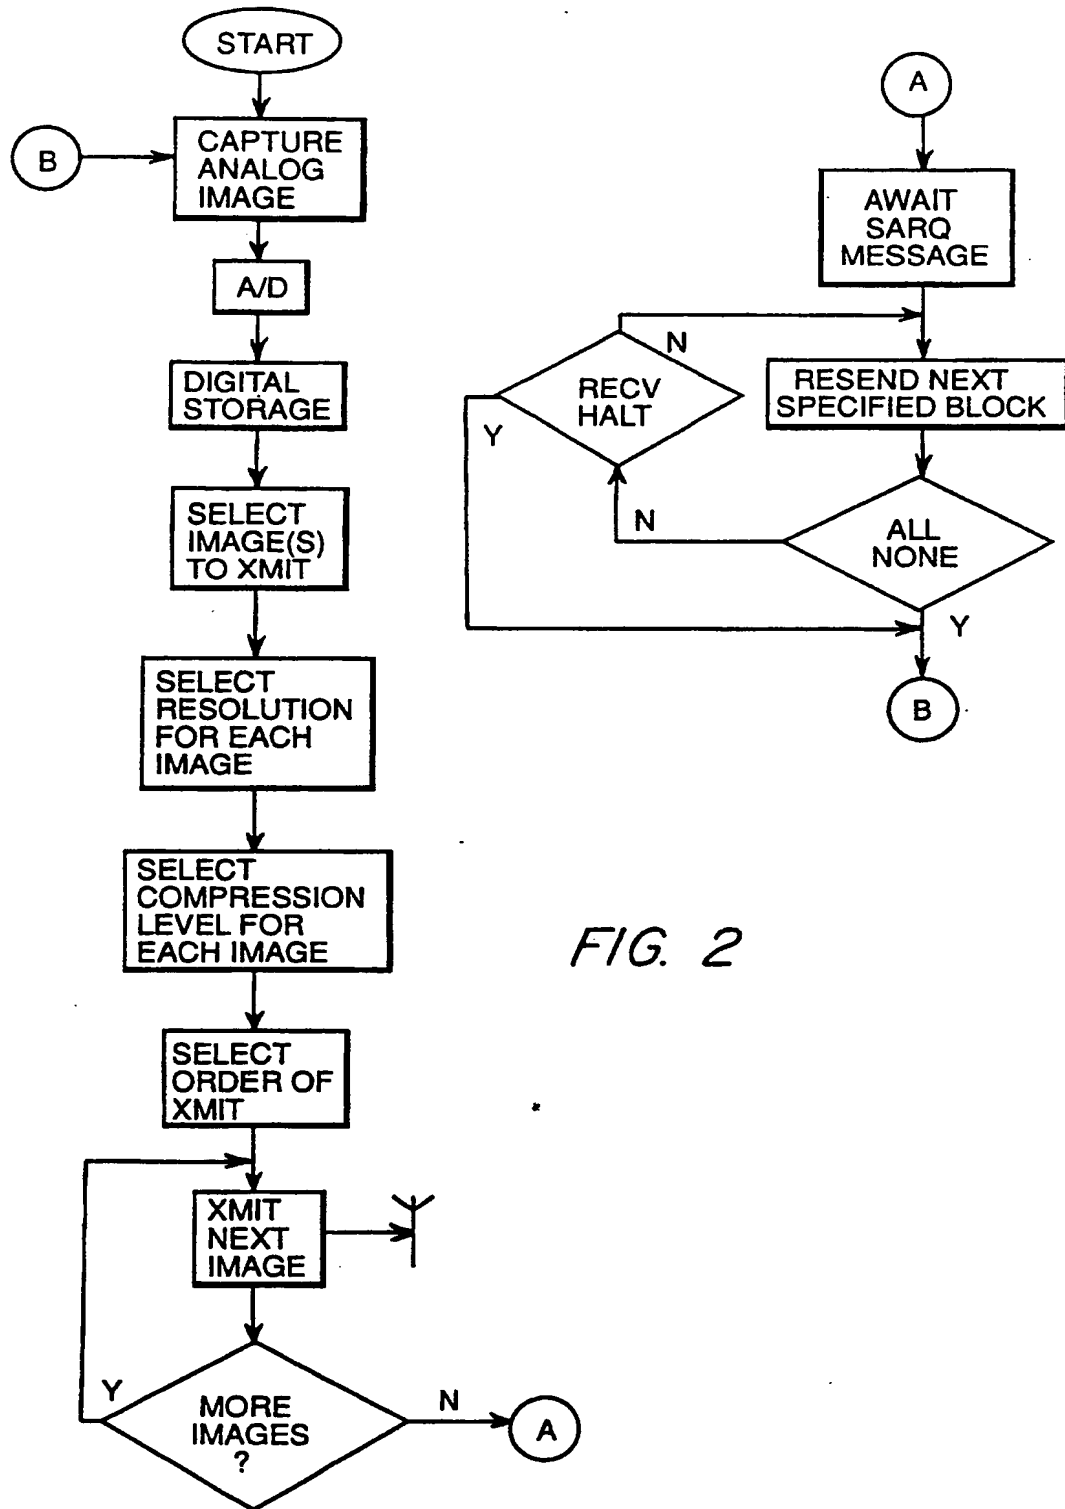 START
B
CAPTURE
ANALOG
IMAGE
A/D
DIGITAL
STORAGE
SELECT
IMAGE(S)
TO XMIT
SELECT
RESOLUTION
FOR EACH
IMAGE
SELECT
COMPRESSION
LEVEL FOR
EACH IMAGE
SELECT
ORDER OF
XMIT
XMIT
NEXT
IMAGE
MORE
IMAGES
?
Y
N
A
A
AWAIT
SARQ
MESSAGE
RESEND NEXT
SPECIFIED BLOCK
ALL
NONE
N
Y
RECV
HALT
N
Y
B
FIG. 2